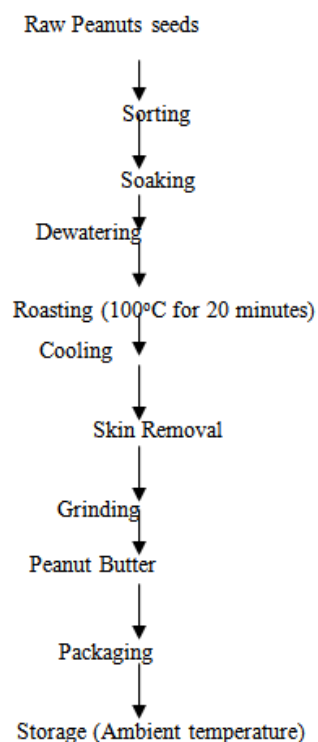 Raw Peanuts seeds
Sorting
Soaking
Dewatering
Roasting (100°C for 20 minutes)
Cooling
Skin Removal
Grinding
Peanut Butter
Packaging
Storage (Ambient temperature)